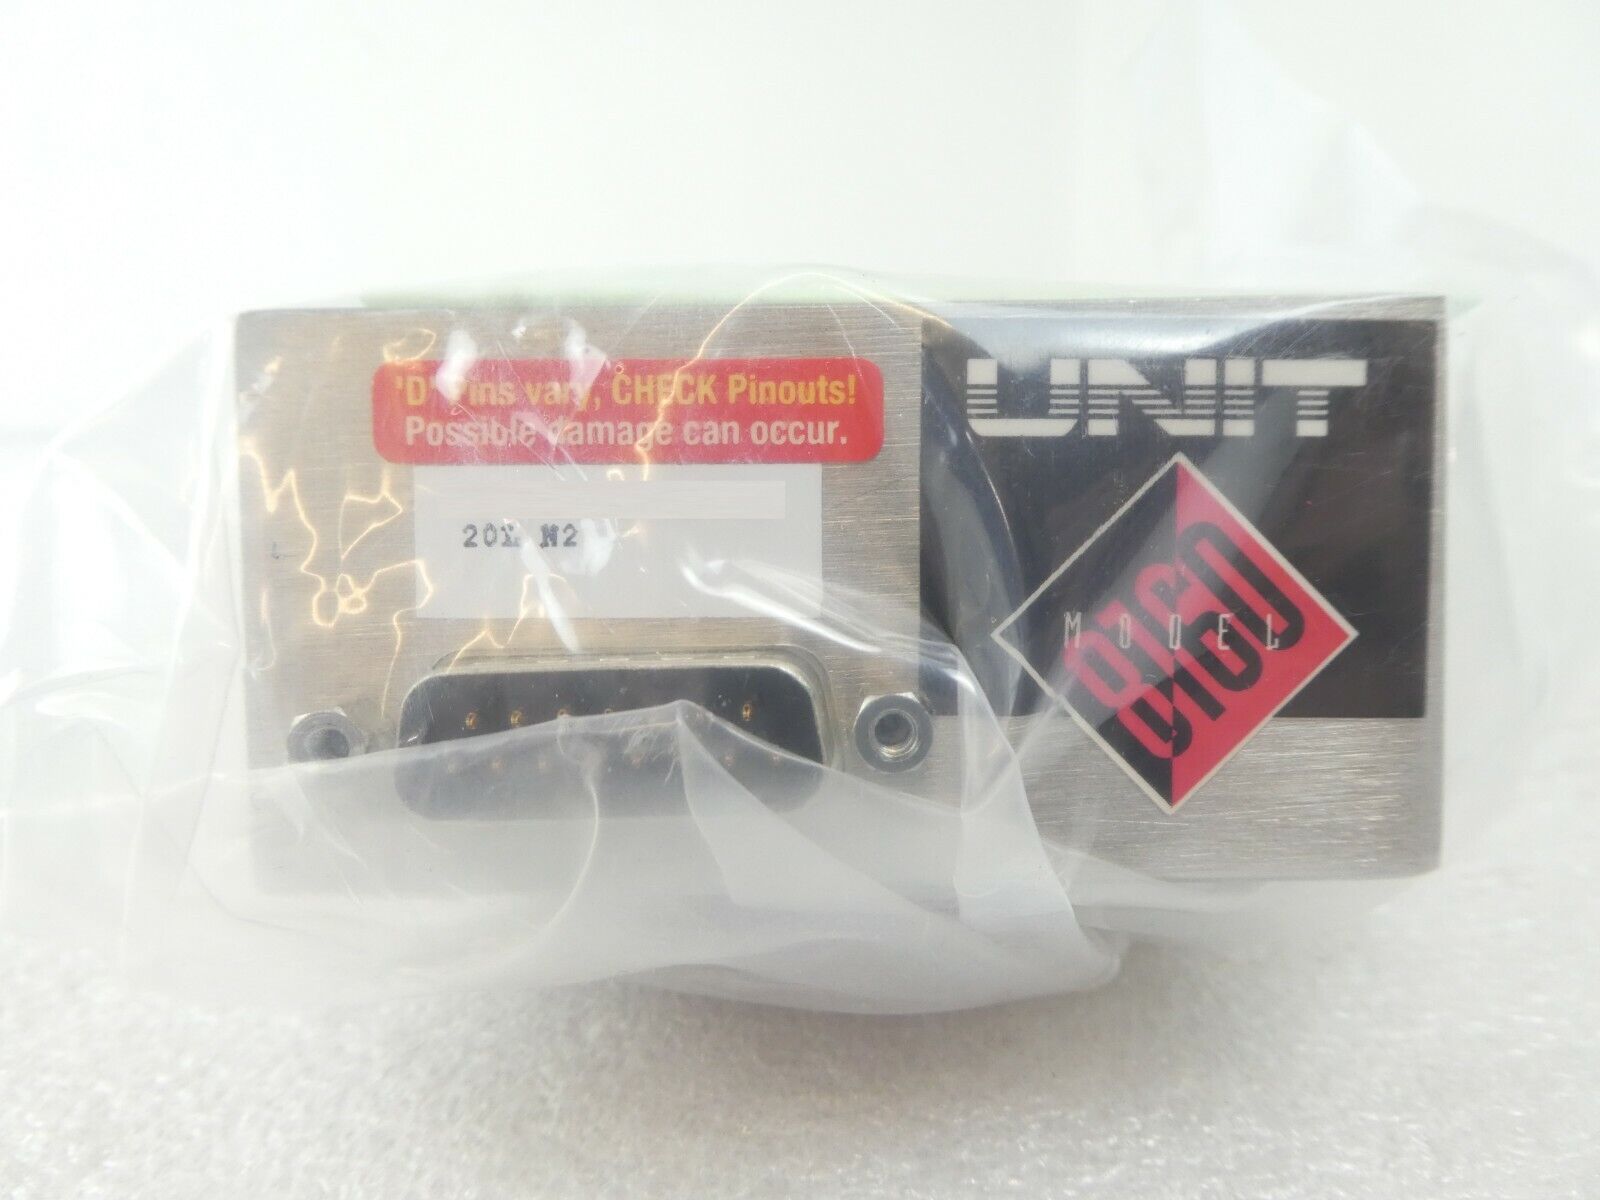 'D' Pins vary, CHECK Pinouts!
Possible damage can occur.
20L N2
UNIT
MODEL
8160